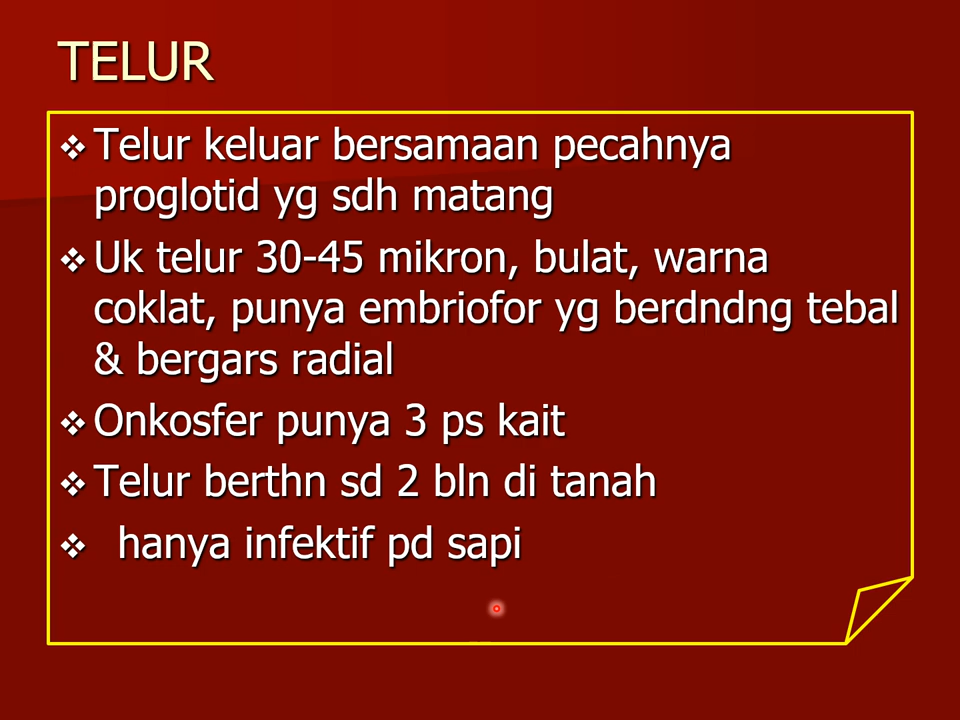 TELUR
Telur keluar bersamaan pecahnya
proglotid yg sdh matang
Uk telur 30-45 mikron, bulat, warna
coklat, punya embriofor yg berdndng tebal
& bergars radial
Onkosfer punya 3 ps kait
Telur berthn sd 2 bln di tanah
hanya infektif pd sapi